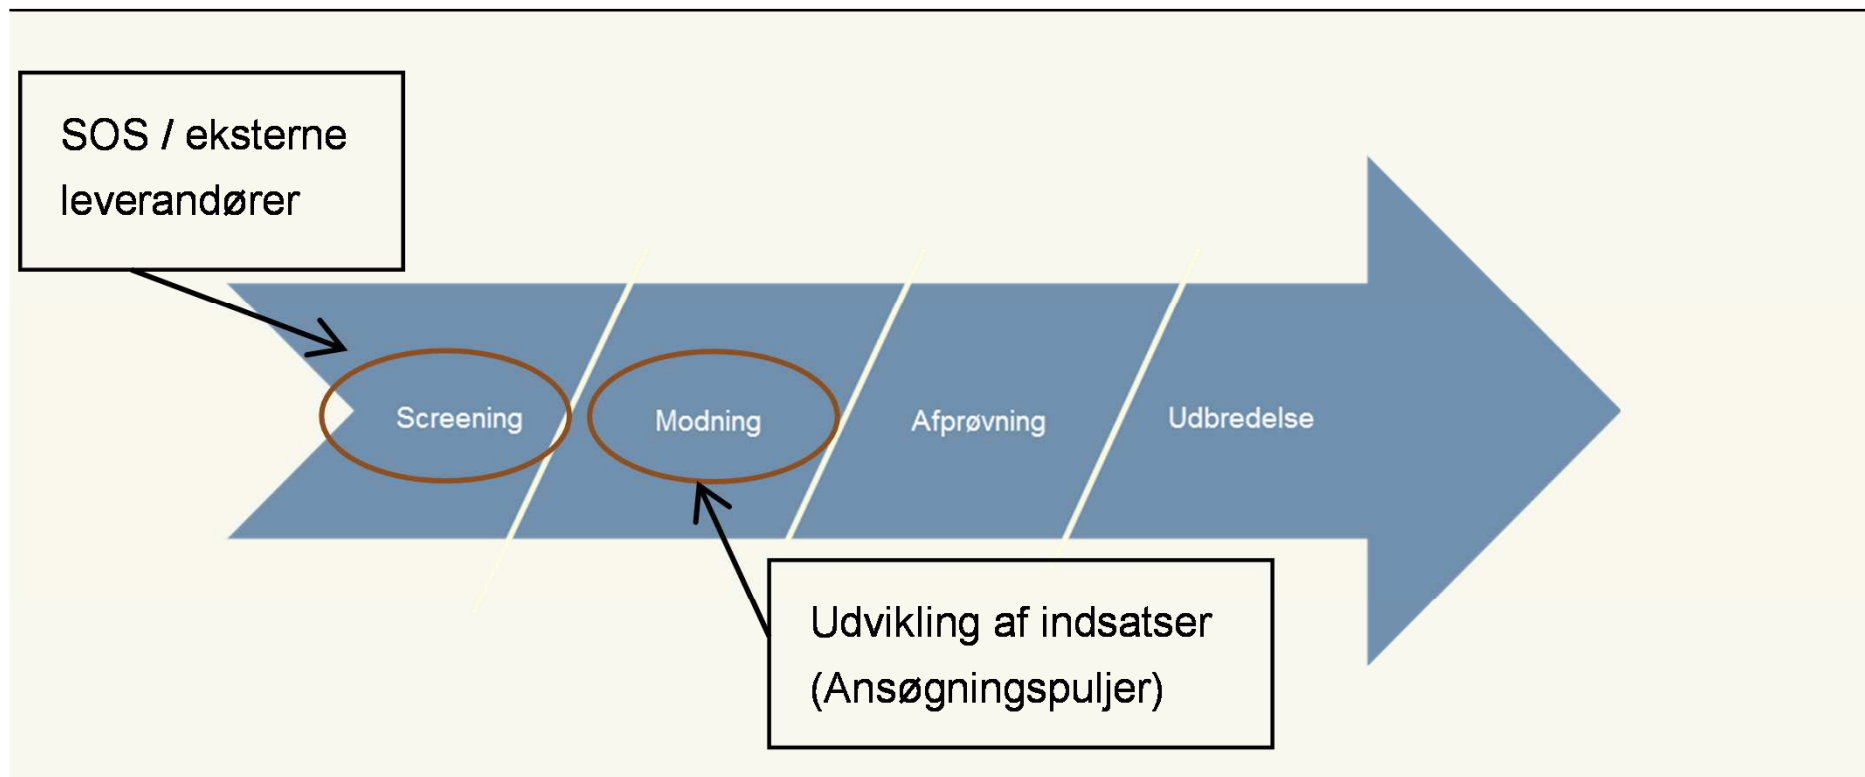 SOS / eksterne
leverandører
Screening
Modning
Afprøvning
Udbredelse
Udvikling af indsatser
(Ansøgningspuljer)